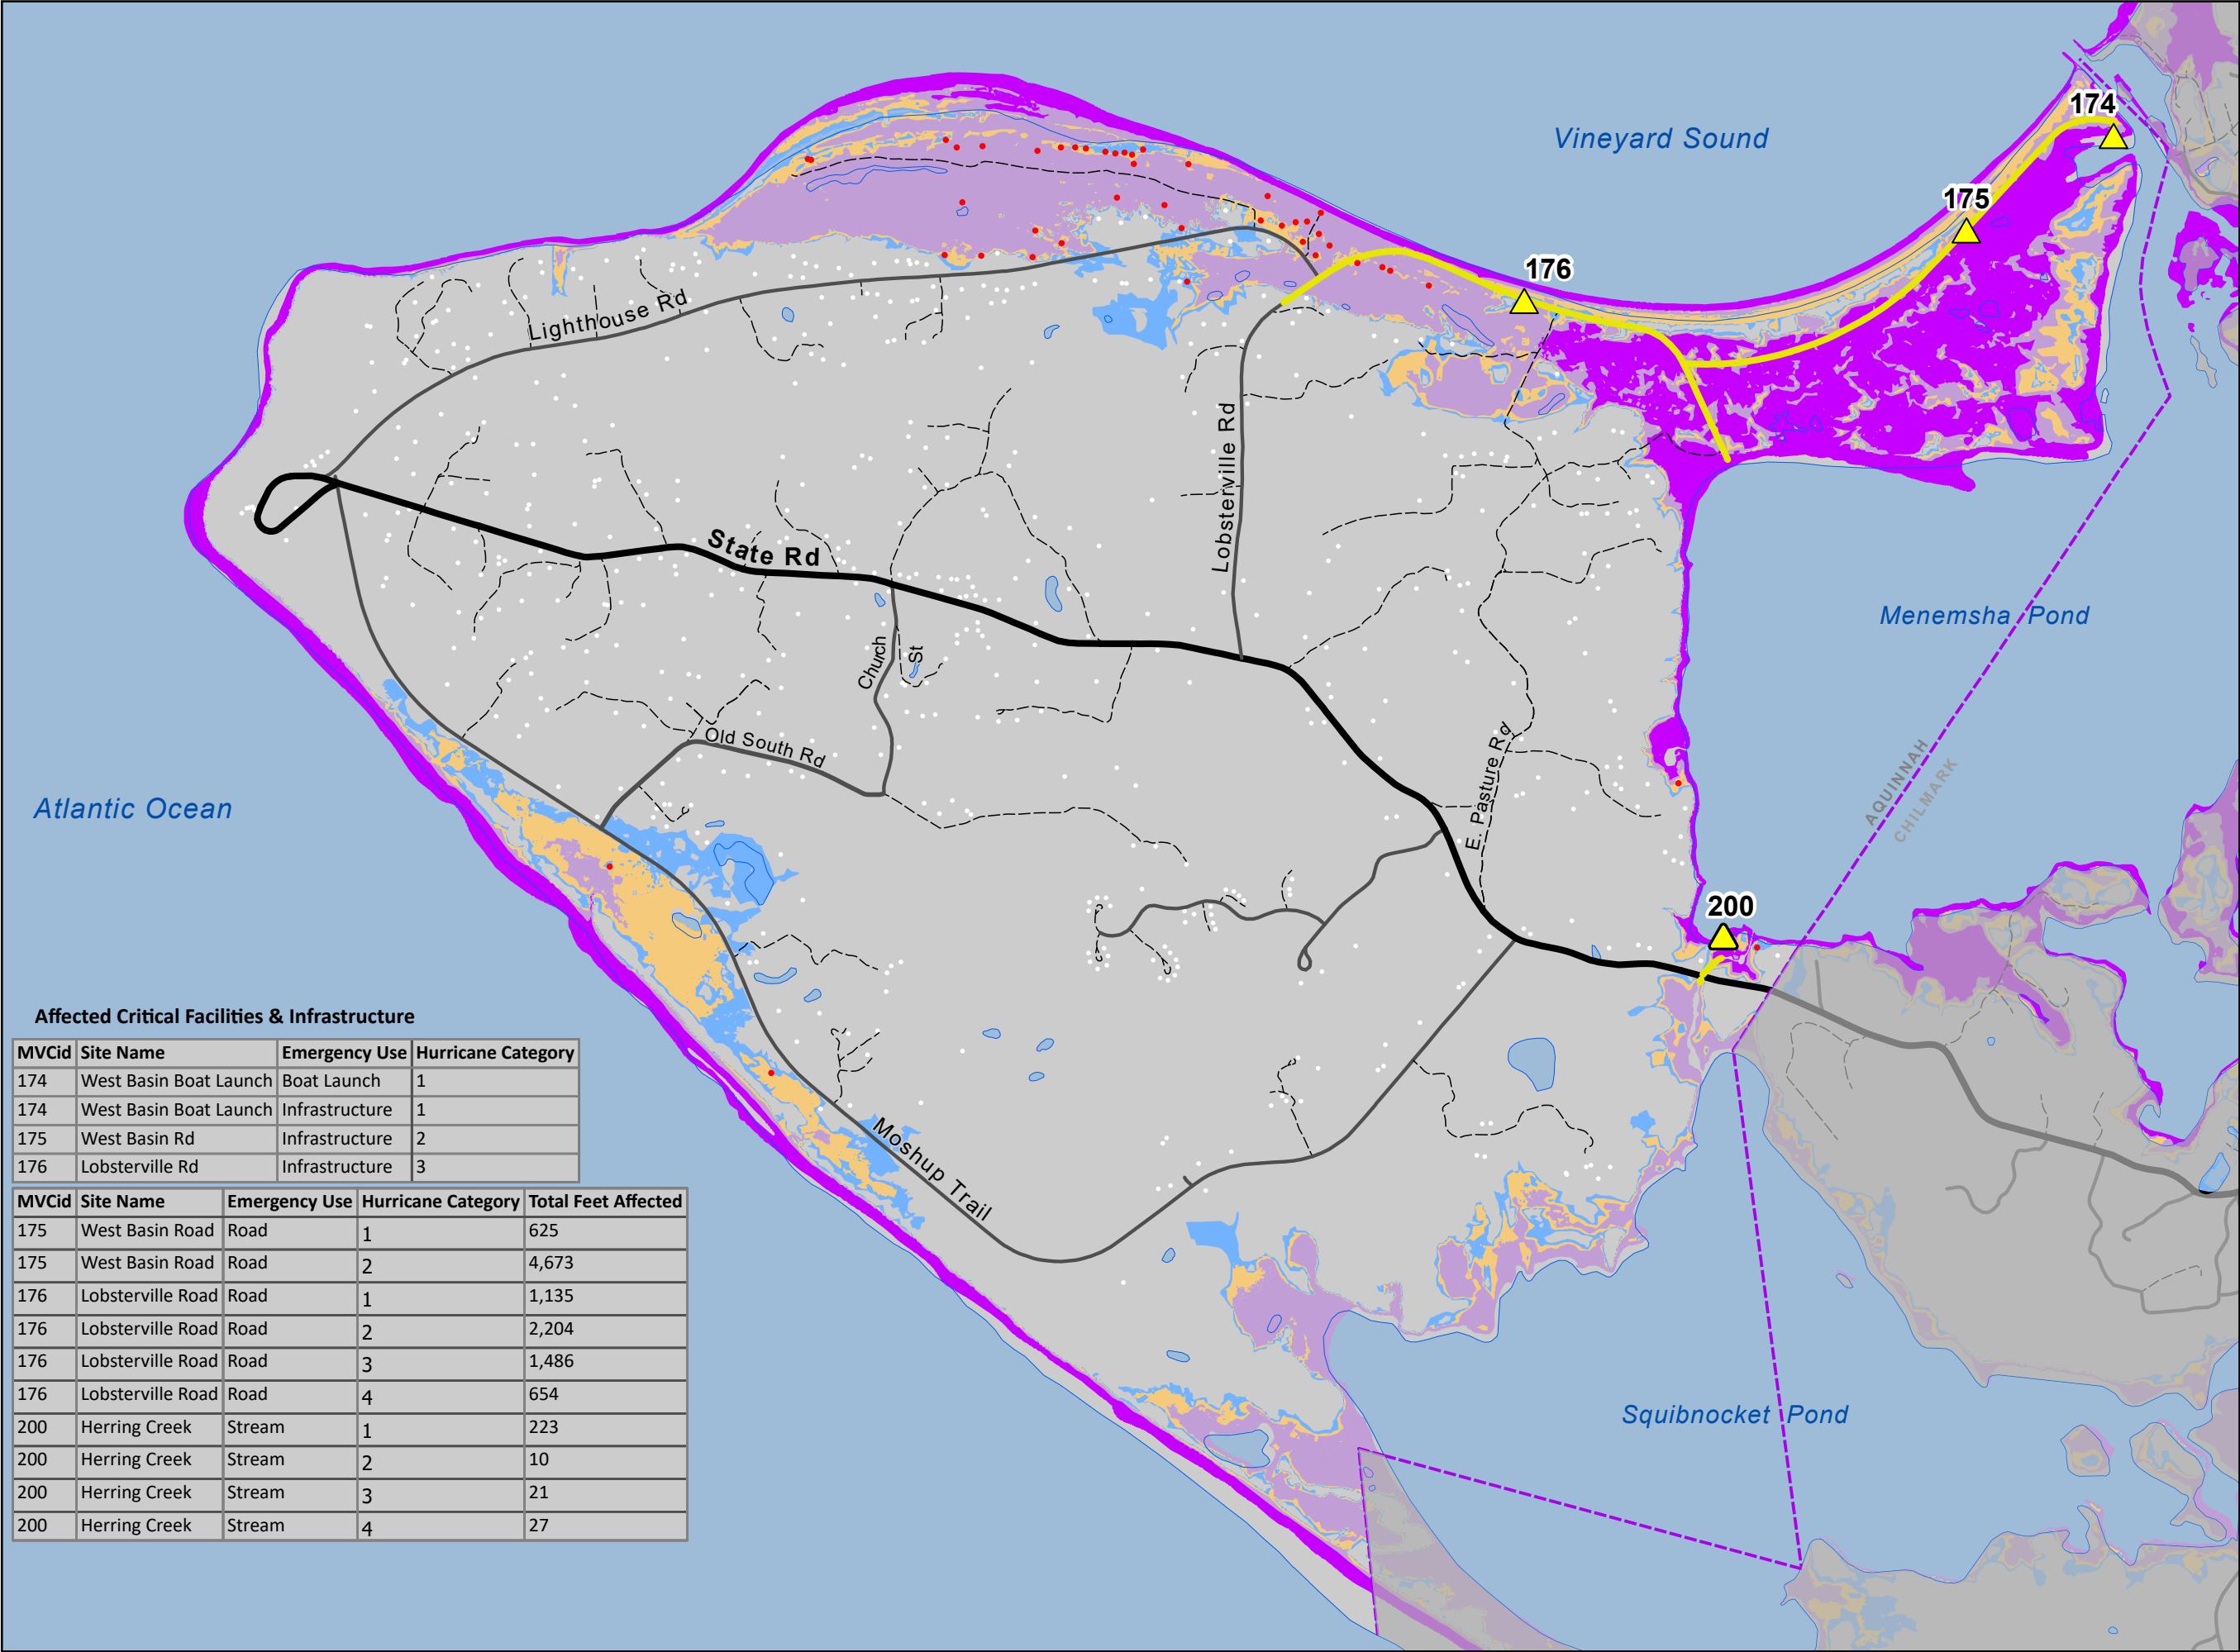 174
Vineyard Sound
175
176
Lighthouse Rd
Lobsterville Rd
State Rd
Menemsha Pond
Church St
Old South Rd
E. Pasture Rd
AQUINNAH
CHILMARK
Atlantic Ocean
200
Moshup Trail
Squibnocket Pond
Affected Critical Facilities & Infrastructure
MVCid Site Name Emergency Use Hurricane Category
174 West Basin Boat Launch Boat Launch 1
174 West Basin Boat Launch Infrastructure 1
175 West Basin Rd Infrastructure 2
176 Lobsterville Rd Infrastructure 3
MVCid Site Name Emergency Use Hurricane Category Total Feet Affected
175 West Basin Road Road 1 625
175 West Basin Road Road 2 4,673
176 Lobsterville Road Road 1 1,135
176 Lobsterville Road Road 2 2,204
176 Lobsterville Road Road 3 1,486
176 Lobsterville Road Road 4 654
200 Herring Creek Stream 1 223
200 Herring Creek Stream 2 10
200 Herring Creek Stream 3 21
200 Herring Creek Stream 4 27